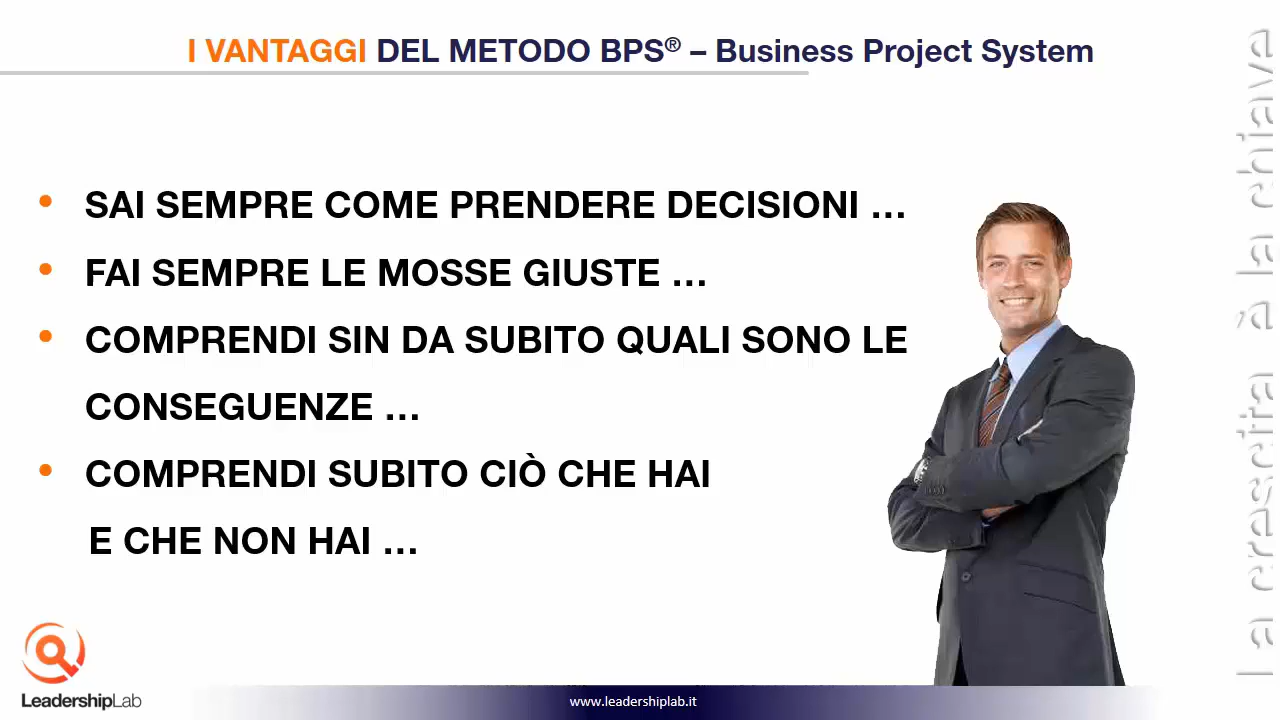 I VANTAGGI DEL METODO BPS® – Business Project System
SAI SEMPRE COME PRENDERE DECISIONI ...
FAI SEMPRE LE MOSSE GIUSTE ...
COMPRENDI SIN DA SUBITO QUALI SONO LE
CONSEGUENZE ...
COMPRENDI SUBITO CIÒ CHE HAI
E CHE NON HAI ...
La crescita è la chiave
LeadershipLab
www.leadershiplab.it